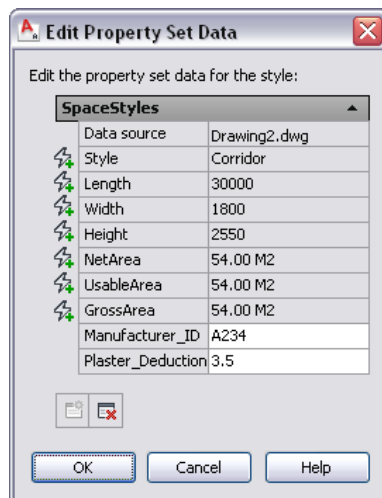 Edit Property Set Data
Edit the property set data for the style:
SpaceStyles
Data source Drawing2.dwg
Style Corridor
Length 30000
Width 1800
Height 2550
NetArea 54.00 M2
UsableArea 54.00 M2
GrossArea 54.00 M2
Manufacturer_ID A234
Plaster_Deduction 3.5
OK Cancel Help